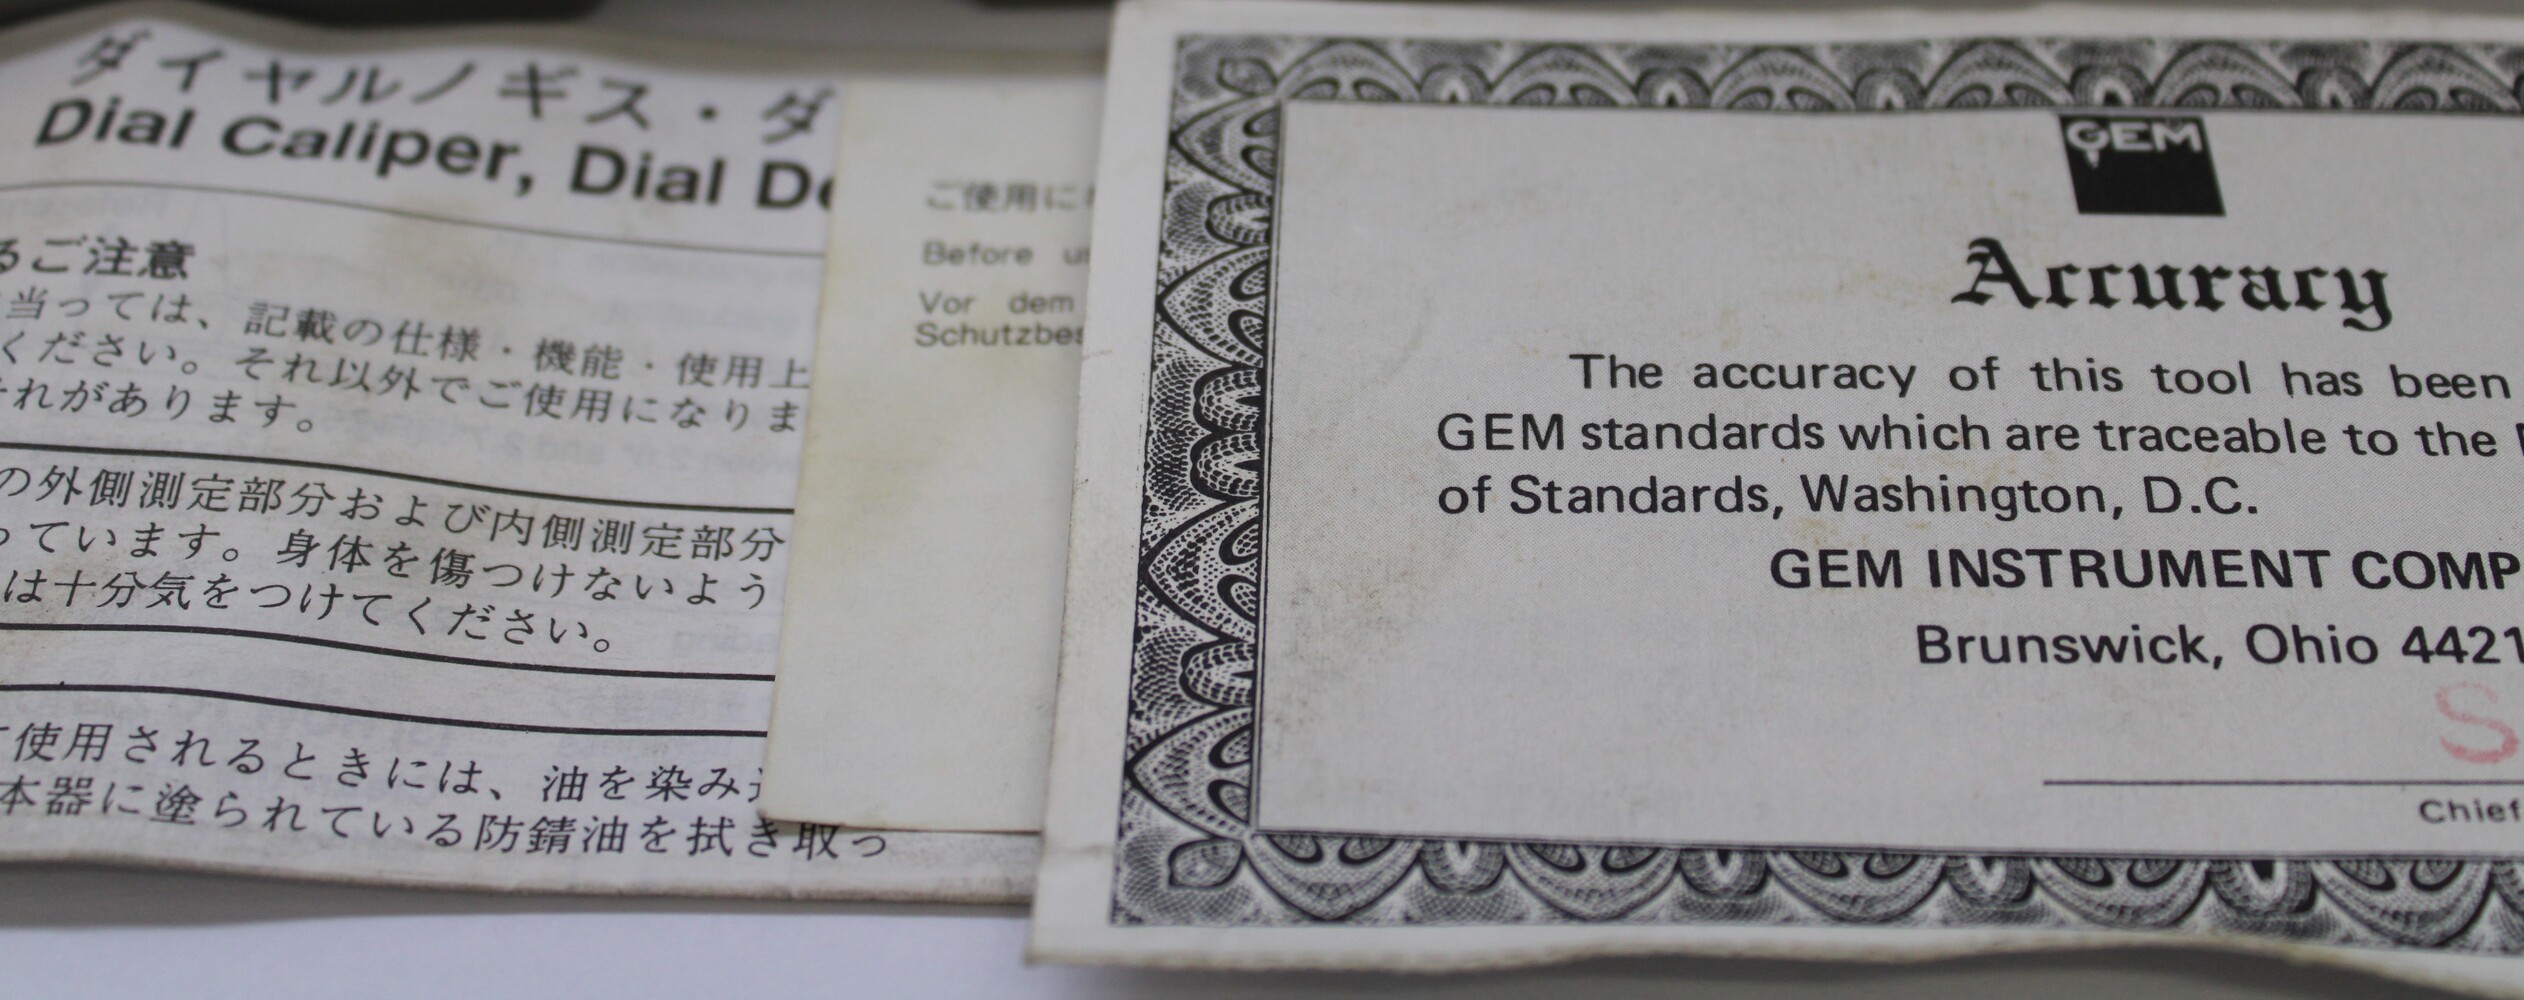 ダイヤルノギス・ダ
Dial Caliper, Dial De
るご注意
当っては、記載の仕様・機能・使用上
ください。それ以外でご使用になりま
それがあります。
の外側測定部分および内側測定部分
っています。身体を傷つけないよう
は十分気をつけてください。
て使用されるときには、油を染み
本器に塗られている防錆油を拭き取っ
ご使用に
Before us
Vor dem
Schutzbes
GEM
Accuracy
The accuracy of this tool has been
GEM standards which are traceable to the
of Standards, Washington, D.C.
GEM INSTRUMENT COMP
Brunswick, Ohio 4421
S
Chief